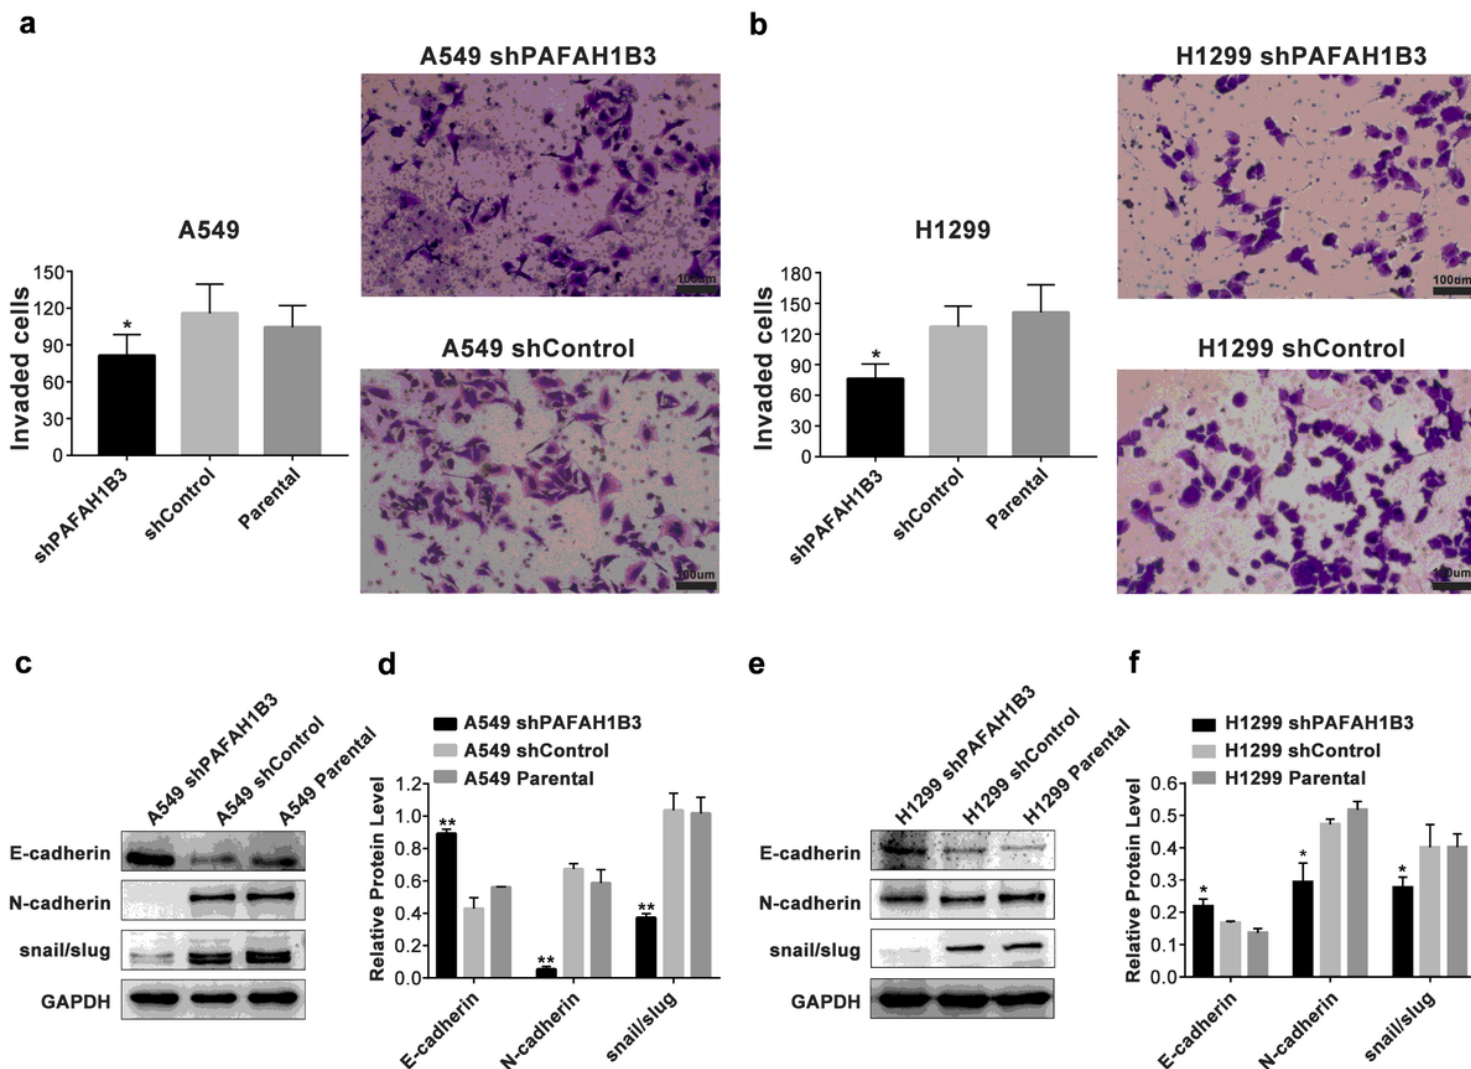 a
A549 shPAFAH1B3
100um
A549
Invaded cells
150
120
90
60
30
0
*
shPAFAH1B3
shControl
Parental
A549 shControl
100um
b
H1299 shPAFAH1B3
100um
H1299
Invaded cells
180
150
120
90
60
30
0
*
shPAFAH1B3
shControl
Parental
H1299 shControl
100um
c
A549 shPAFAH1B3
A549 shControl
A549 Parental
E-cadherin
N-cadherin
snail/slug
GAPDH
d
A549 shPAFAH1B3
A549 shControl
A549 Parental
Relative Protein Level
1.2
1.0
0.8
0.6
0.4
0.2
0.0
**
**
**
E-cadherin
N-cadherin
snail/slug
e
H1299 shPAFAH1B3
H1299 shControl
H1299 Parental
E-cadherin
N-cadherin
snail/slug
GAPDH
f
H1299 shPAFAH1B3
H1299 shControl
H1299 Parental
Relative Protein Level
0.6
0.5
0.4
0.3
0.2
0.1
0.0
*
*
*
E-cadherin
N-cadherin
snail/slug